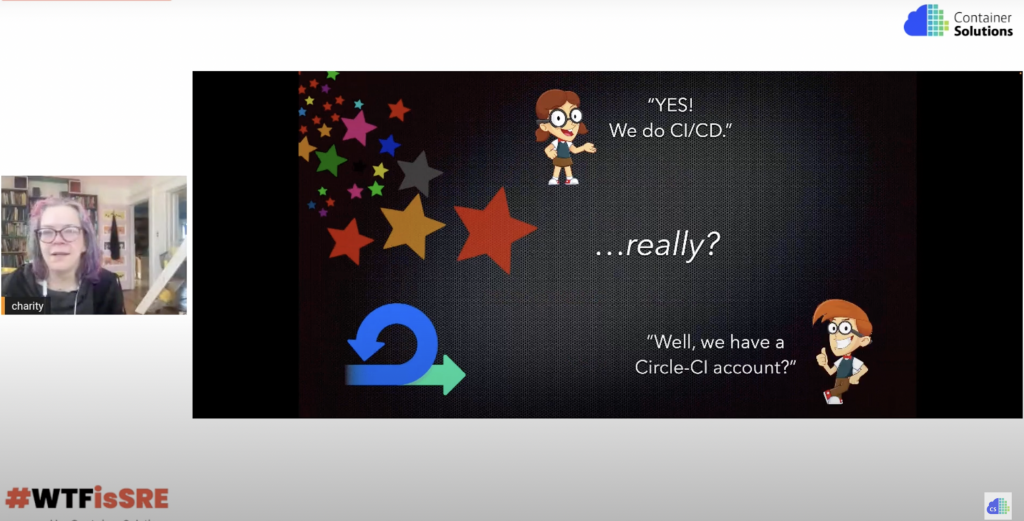 Container
Solutions
“YES!
We do CI/CD.”
...really?
“Well, we have a
Circle-CI account?”
charity
#WTFisSRE
CS